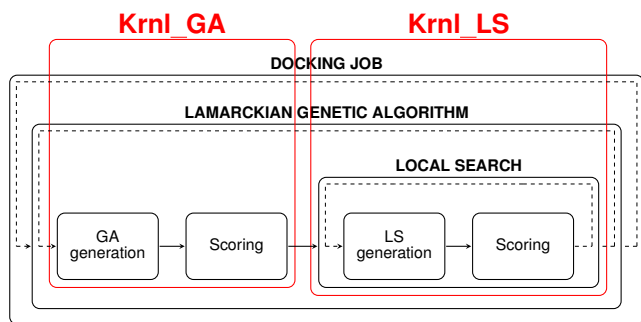 Krnl_GA
Krnl_LS
DOCKING JOB
LAMARCKIAN GENETIC ALGORITHM
LOCAL SEARCH
GA
generation
Scoring
LS
generation
Scoring